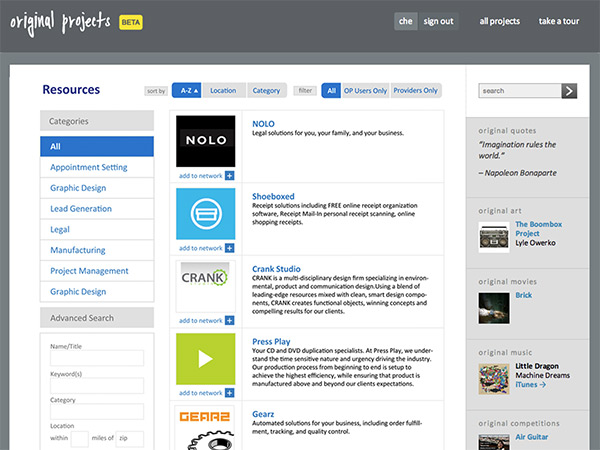 original projects BETA
che sign out all projects take a tour
Resources
sort by A-Z Location Category filter All OP Users Only Providers Only
Categories
All
Appointment Setting
Graphic Design
Lead Generation
Legal
Manufacturing
Project Management
Graphic Design
Advanced Search
Name/Title
Keyword(s)
Category
Location
within miles of zip
NOLO
add to network +
NOLO
Legal solutions for you, your family, and your business.
add to network +
Shoeboxed
Receipt solutions including FREE online receipt organization
software, Receipt Mail-In personal receipt scanning, online
shopping receipts.
CRANK
add to network +
Crank Studio
CRANK is a multi-disciplinary design firm specializing in environ-
mental, product and communication design.Using a blend of
leading-edge resources mixed with clean, smart design compo-
nents, CRANK creates functional objects, winning concepts and
compelling results for our clients.
add to network +
Press Play
Your CD and DVD duplication specialists. At Press Play, we under-
stand the time sensitive nature and urgency driving the industry.
Our production process from beginning to end is setup to
achieve the highest efficiency, while ensuring that product is
manufactured above and beyond our clients expectations.
GEARZ
Gearz
Automated solutions for your business, including order fulfill-
ment, tracking, and quality control.
search
original quotes
"Imagination rules the
world."
– Napoleon Bonaparte
original art
The Boombox
Project
Lyle Owerko
original movies
Brick
original music
Little Dragon
Machine Dreams
iTunes →
original competitions
Air Guitar